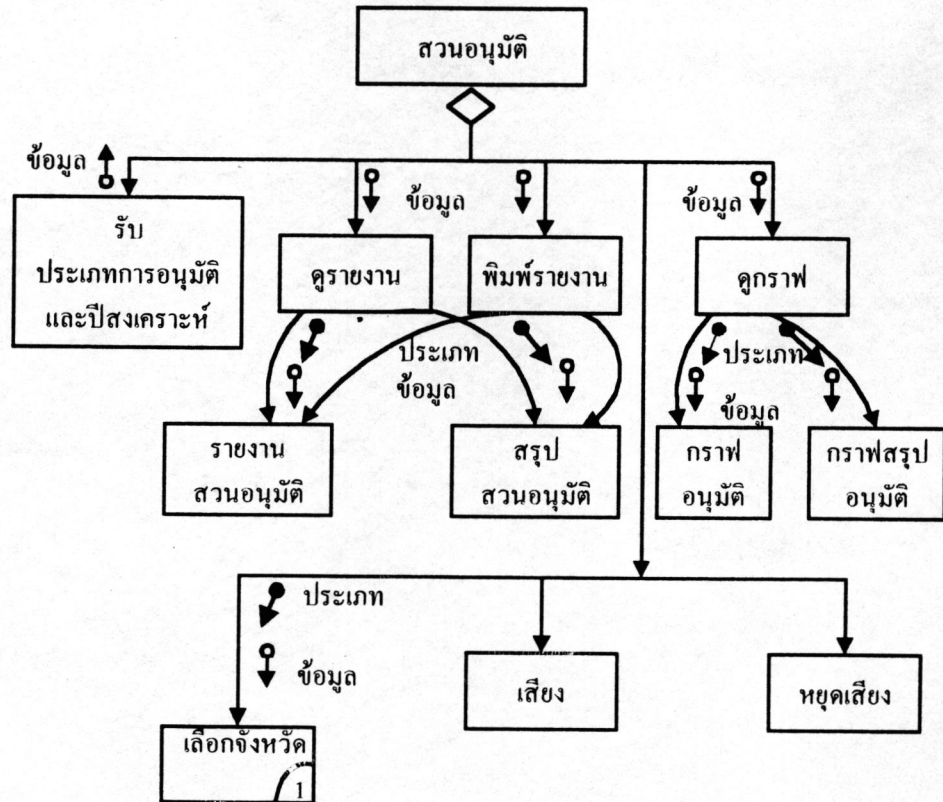 สวนอนุมัติ
ข้อมูล
ข้อมูล
ข้อมูล
รับ
ประเภทการอนุมัติ
และปีสงเคราะห์
ดูรายงาน
พิมพ์รายงาน
ดูกราฟ
ประเภท
ข้อมูล
ประเภท
ข้อมูล
รายงาน
สวนอนุมัติ
สรุป
สวนอนุมัติ
กราฟ
อนุมัติ
กราฟสรุป
อนุมัติ
ประเภท
ข้อมูล
เสียง
หยุดเสียง
เลือกจังหวัด
1